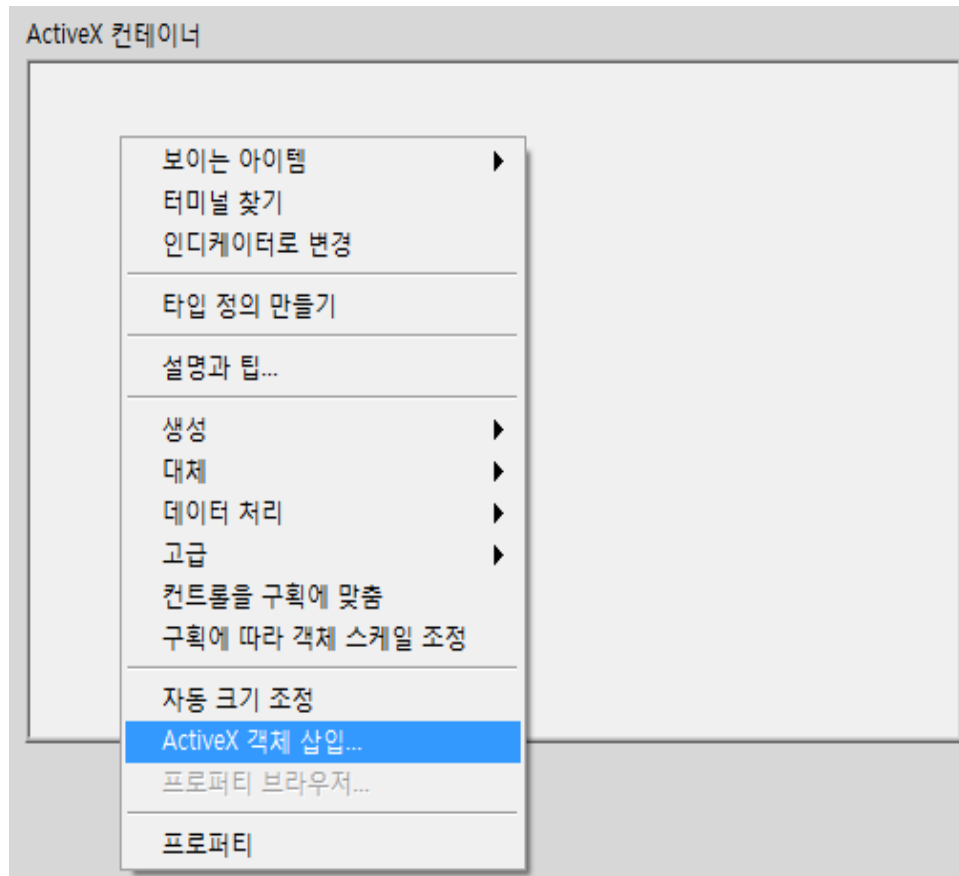 ActiveX 컨테이너
보이는 아이템
터미널 찾기
인디케이터로 변경
타입 정의 만들기
설명과 팁...
생성
대체
데이터 처리
고급
컨트롤을 구획에 맞춤
구획에 따라 객체 스케일 조정
자동 크기 조정
ActiveX 객체 삽입...
프로퍼티 브라우저...
프로퍼티